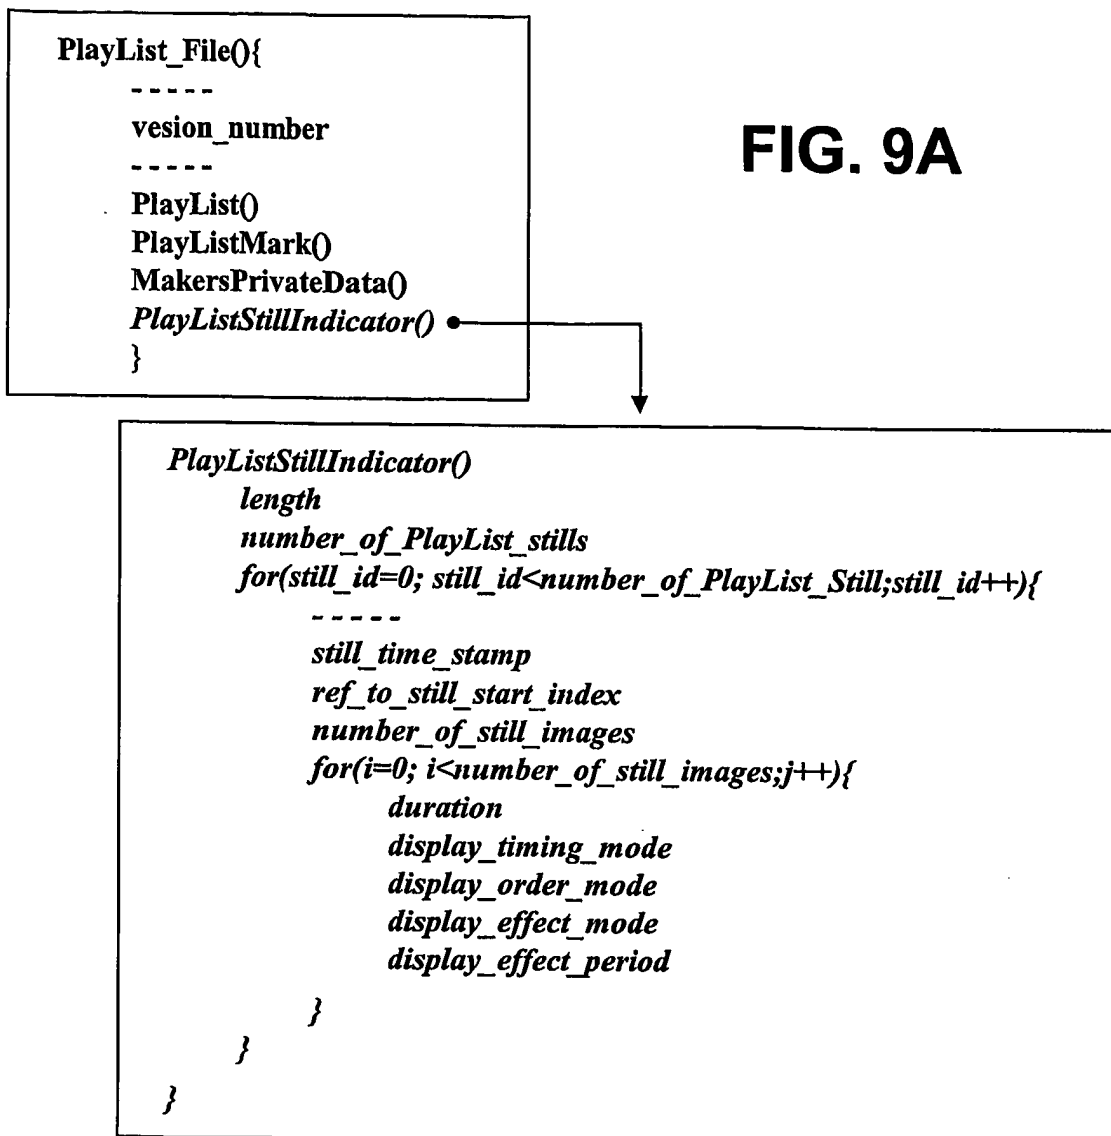 PlayList_File(){
-----
vesion_number
-----
PlayList()
PlayListMark()
MakersPrivateData()
PlayListStillIndicator()
}
FIG. 9A
PlayListStillIndicator()
length
number_of_PlayList_stills
for(still_id=0; still_id<number_of_PlayList_Still;still_id++){
-----
still_time_stamp
ref_to_still_start_index
number_of_still_images
for(i=0; i<number_of_still_images;j++){
duration
display_timing_mode
display_order_mode
display_effect_mode
display_effect_period
}
}
}